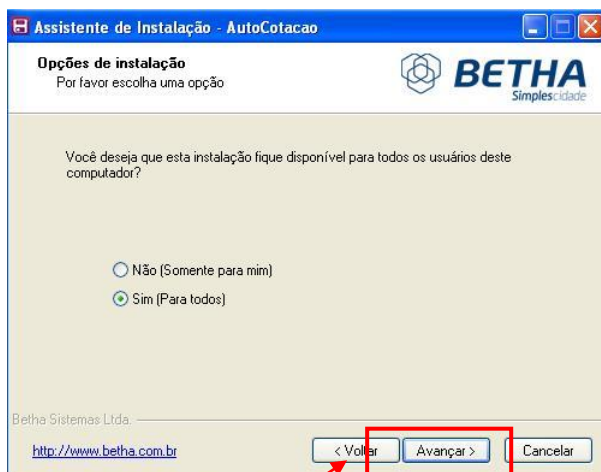 Assistente de Instalação - AutoCotacao
Opções de instalação
Por favor escolha uma opção
BETHA
Simplescidade
Você deseja que esta instalação fique disponível para todos os usuários deste
computador?
Não (Somente para mim)
Sim (Para todos)
Betha Sistemas Ltda.
http://www.betha.com.br
< Voltar
Avançar >
Cancelar